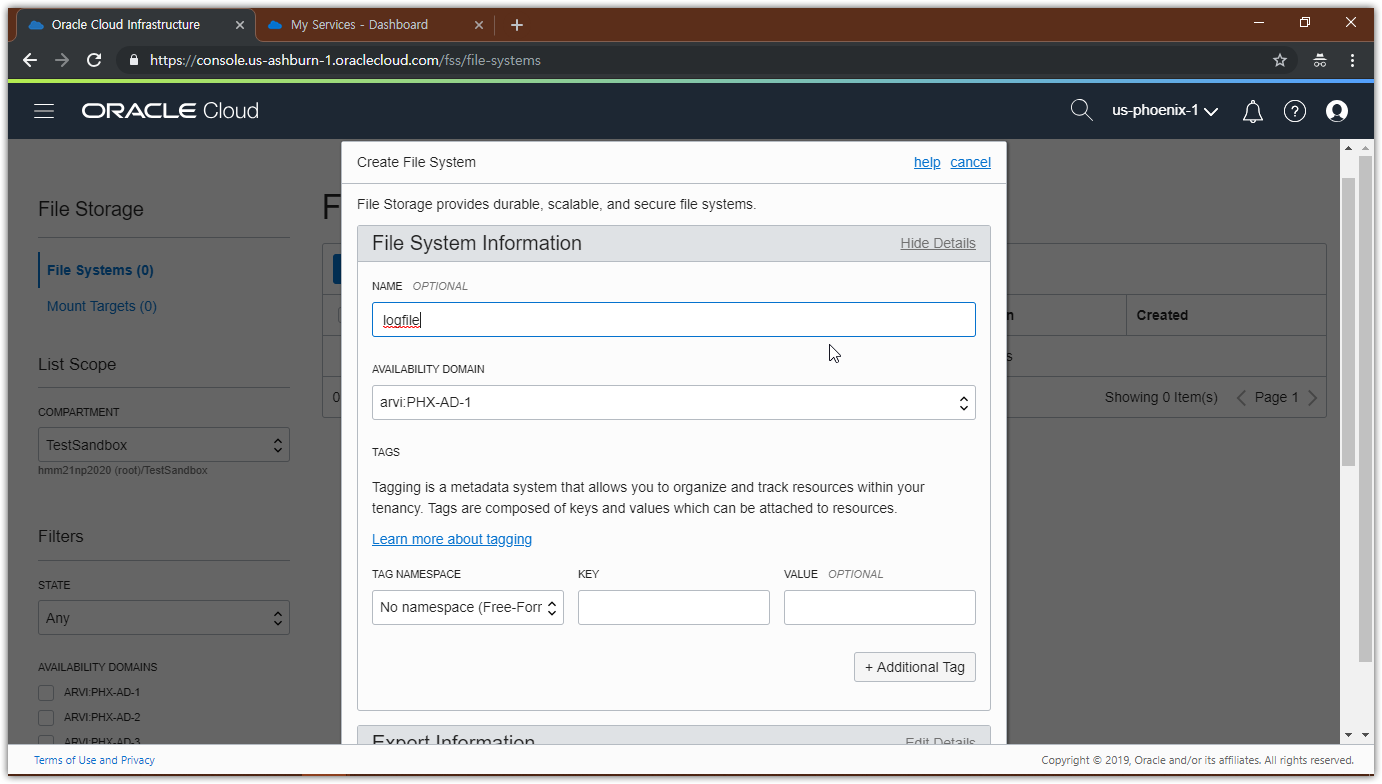 Oracle Cloud Infrastructure
My Services - Dashboard
https://console.us-ashburn-1.oraclecloud.com/fss/file-systems
ORACLE Cloud
us-phoenix-1
File Storage
File Systems (0)
Mount Targets (0)
List Scope
COMPARTMENT
TestSandbox
hmm21np2020 (root)/TestSandbox
Filters
STATE
Any
AVAILABILITY DOMAINS
ARVI:PHX-AD-1
ARVI:PHX-AD-2
ARVI:PHX-AD-3
F
Create File System
help cancel
File Storage provides durable, scalable, and secure file systems.
File System Information
Hide Details
NAME OPTIONAL
logfile
AVAILABILITY DOMAIN
arvi:PHX-AD-1
TAGS
Tagging is a metadata system that allows you to organize and track resources within your
tenancy. Tags are composed of keys and values which can be attached to resources.
Learn more about tagging
TAG NAMESPACE
KEY
VALUE OPTIONAL
No namespace (Free-Forr
+ Additional Tag
Export Information
Edit Details
n
Created
s
0
Showing 0 Item(s)
Page 1
Terms of Use and Privacy
Copyright © 2019, Oracle and/or its affiliates. All rights reserved.